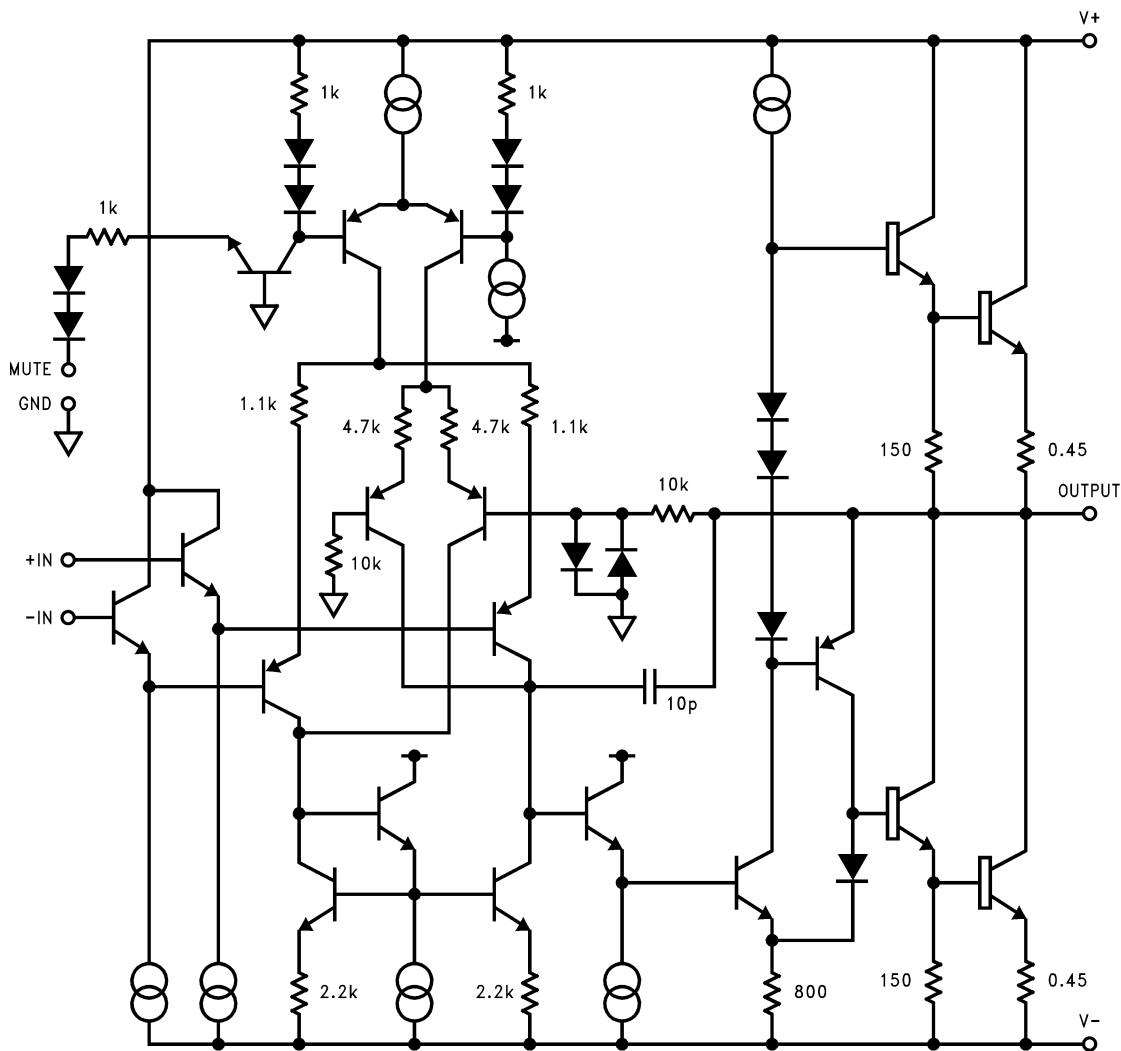 V+
1k
1k
1k
MUTE
GND
1.1k
4.7k
4.7k
1.1k
150
0.45
10k
OUTPUT
+IN
10k
-IN
10p
2.2k
2.2k
800
150
0.45
V-